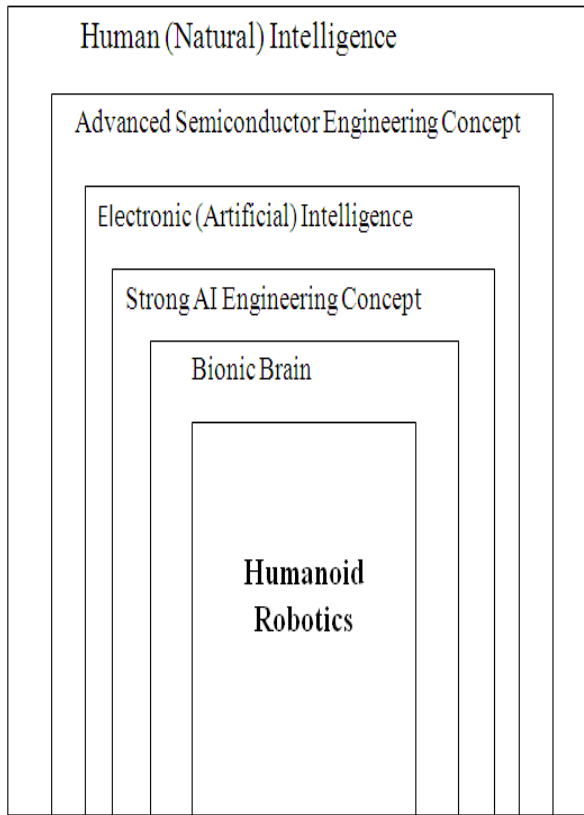 Human (Natural) Intelligence
Advanced Semiconductor Engineering Concept
Electronic (Artificial) Intelligence
Strong AI Engineering Concept
Bionic Brain
Humanoid
Robotics